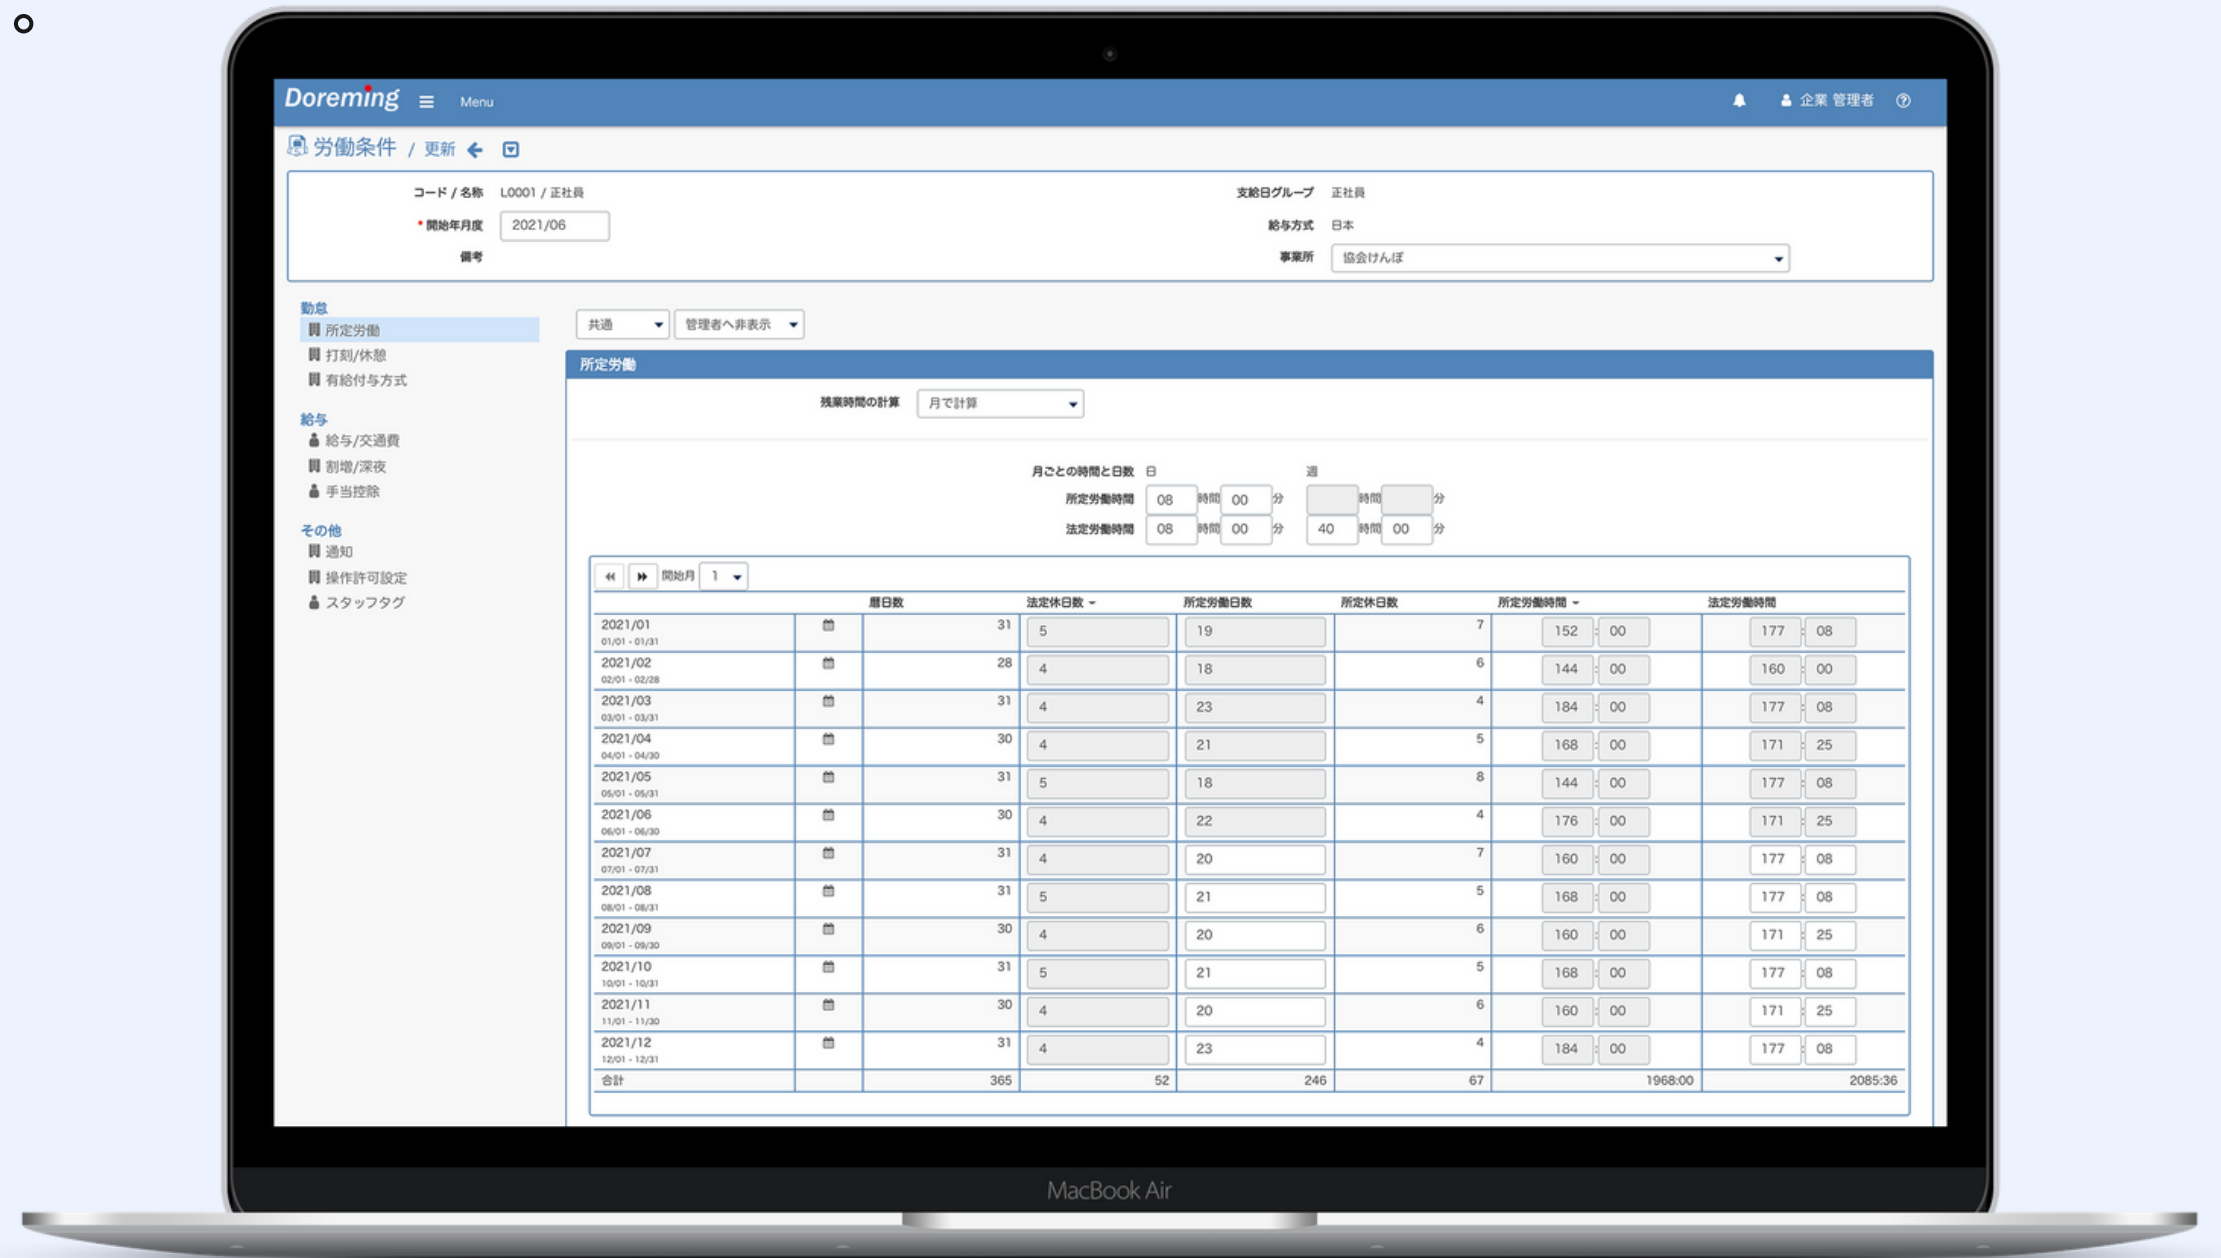 Doreming Menu 企業 管理者
労働条件 / 更新
コード / 名称 L0001 / 正社員 支給日グループ 正社員
* 開始年月度 2021/06 給与方式 日本
備考 事業所 協会けんぽ
勤怠
所定労働
打刻/休憩
有給付与方式
給与
給与/交通費
割増/深夜
手当控除
その他
通知
操作許可設定
スタッフタグ
共通 管理者へ非表示
所定労働
残業時間の計算 月で計算
月ごとの時間と日数 日 週
所定労働時間 08 時間 00 分 時間 分
法定労働時間 08 時間 00 分 40 時間 00 分
開始月 1
暦日数 法定休日数 所定労働日数 所定休日数 所定労働時間 法定労働時間
2021/01 31 5 19 7 152 : 00 177 : 08
01/01 - 01/31
2021/02 28 4 18 6 144 : 00 160 : 00
02/01 - 02/28
2021/03 31 4 23 4 184 : 00 177 : 08
03/01 - 03/31
2021/04 30 4 21 5 168 : 00 171 : 25
04/01 - 04/30
2021/05 31 5 18 8 144 : 00 177 : 08
05/01 - 05/31
2021/06 30 4 22 4 176 : 00 171 : 25
06/01 - 06/30
2021/07 31 4 20 7 160 : 00 177 : 08
07/01 - 07/31
2021/08 31 5 21 5 168 : 00 177 : 08
08/01 - 08/31
2021/09 30 4 20 6 160 : 00 171 : 25
09/01 - 09/30
2021/10 31 5 21 5 168 : 00 177 : 08
10/01 - 10/31
2021/11 30 4 20 6 160 : 00 171 : 25
11/01 - 11/30
2021/12 31 4 23 4 184 : 00 177 : 08
12/01 - 12/31
合計 365 52 246 67 1968:00 2085:36
MacBook Air